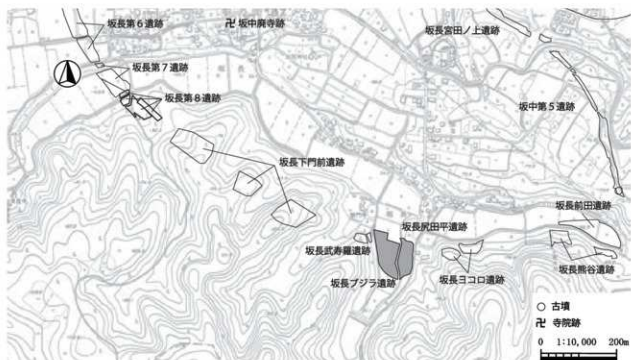 坂長第6遺跡
卍 坂中廃寺跡
坂長宮田ノ上遺跡
坂長第7遺跡
坂長第8遺跡
坂中第5遺跡
坂長下門前遺跡
坂長前田遺跡
坂長尻田平遺跡
坂長武寿羅遺跡
坂長ブジラ遺跡
坂長ヨコロ遺跡
坂長熊谷遺跡
○ 古墳
卍 寺院跡
0 1:10,000 200m